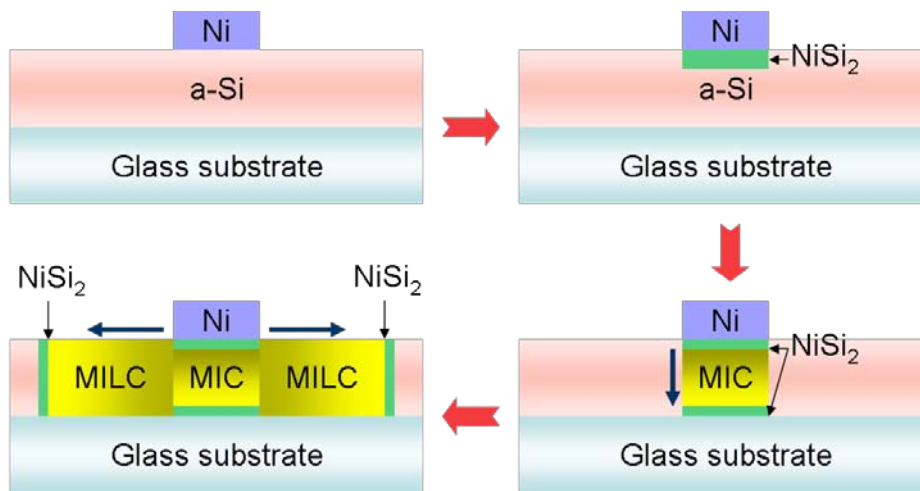 Ni
a-Si
Glass substrate
Ni
NiSi₂
a-Si
Glass substrate
NiSi₂
NiSi₂
Ni
MILC
MIC
MILC
Glass substrate
Ni
NiSi₂
MIC
Glass substrate